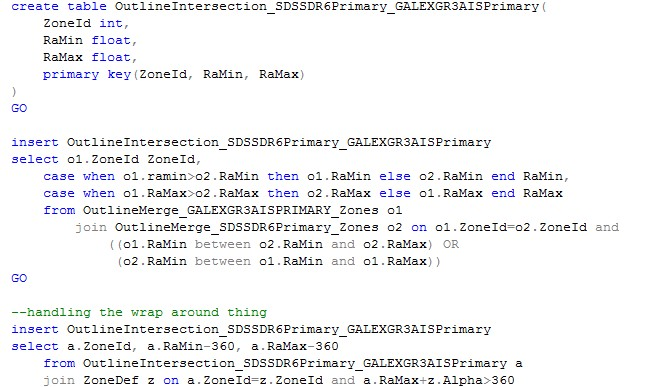 create table OutlineIntersection_SDSSDR6Primary_GALEXGR3AISPrimary(
ZoneId int,
RaMin float,
RaMax float,
primary key(ZoneId, RaMin, RaMax)
)
GO
insert OutlineIntersection_SDSSDR6Primary_GALEXGR3AISPrimary
select o1.ZoneId ZoneId,
case when o1.ramin>o2.RaMin then o1.RaMin else o2.RaMin end RaMin,
case when o1.RaMax>o2.RaMax then o2.RaMax else o1.RaMax end RaMax
from OutlineMerge_GALEXGR3AISPRIMARY_Zones o1
join OutlineMerge_SDSSDR6Primary_Zones o2 on o1.ZoneId=o2.ZoneId and
((o1.RaMin between o2.RaMin and o2.RaMax) OR
(o2.RaMin between o1.RaMin and o1.RaMax))
GO
--handling the wrap around thing
insert OutlineIntersection_SDSSDR6Primary_GALEXGR3AISPrimary
select a.ZoneId, a.RaMin-360, a.RaMax-360
from OutlineIntersection_SDSSDR6Primary_GALEXGR3AISPrimary a
join ZoneDef z on a.ZoneId=z.ZoneId and a.RaMax+z.Alpha>360